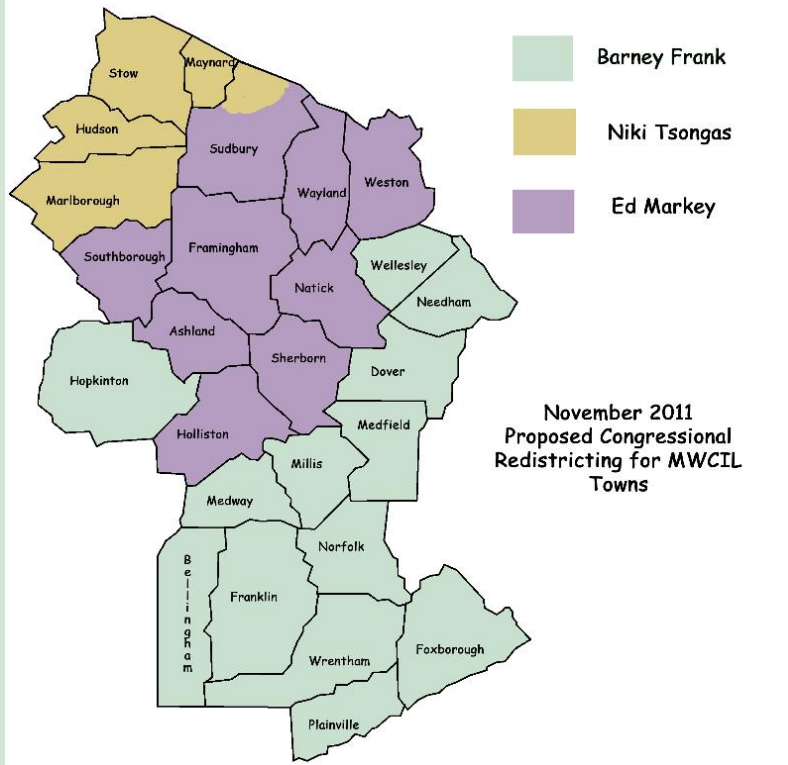 Barney Frank
Niki Tsongas
Ed Markey
Stow
Maynard
Hudson
Sudbury
Marlborough
Wayland
Weston
Southborough
Framingham
Wellesley
Natick
Needham
Ashland
Sherborn
Hopkinton
Dover
Holliston
Medfield
Millis
Medway
Norfolk
Bellingham
Franklin
Wrentham
Foxborough
Plainville
November 2011
Proposed Congressional
Redistricting for MWCIL
Towns